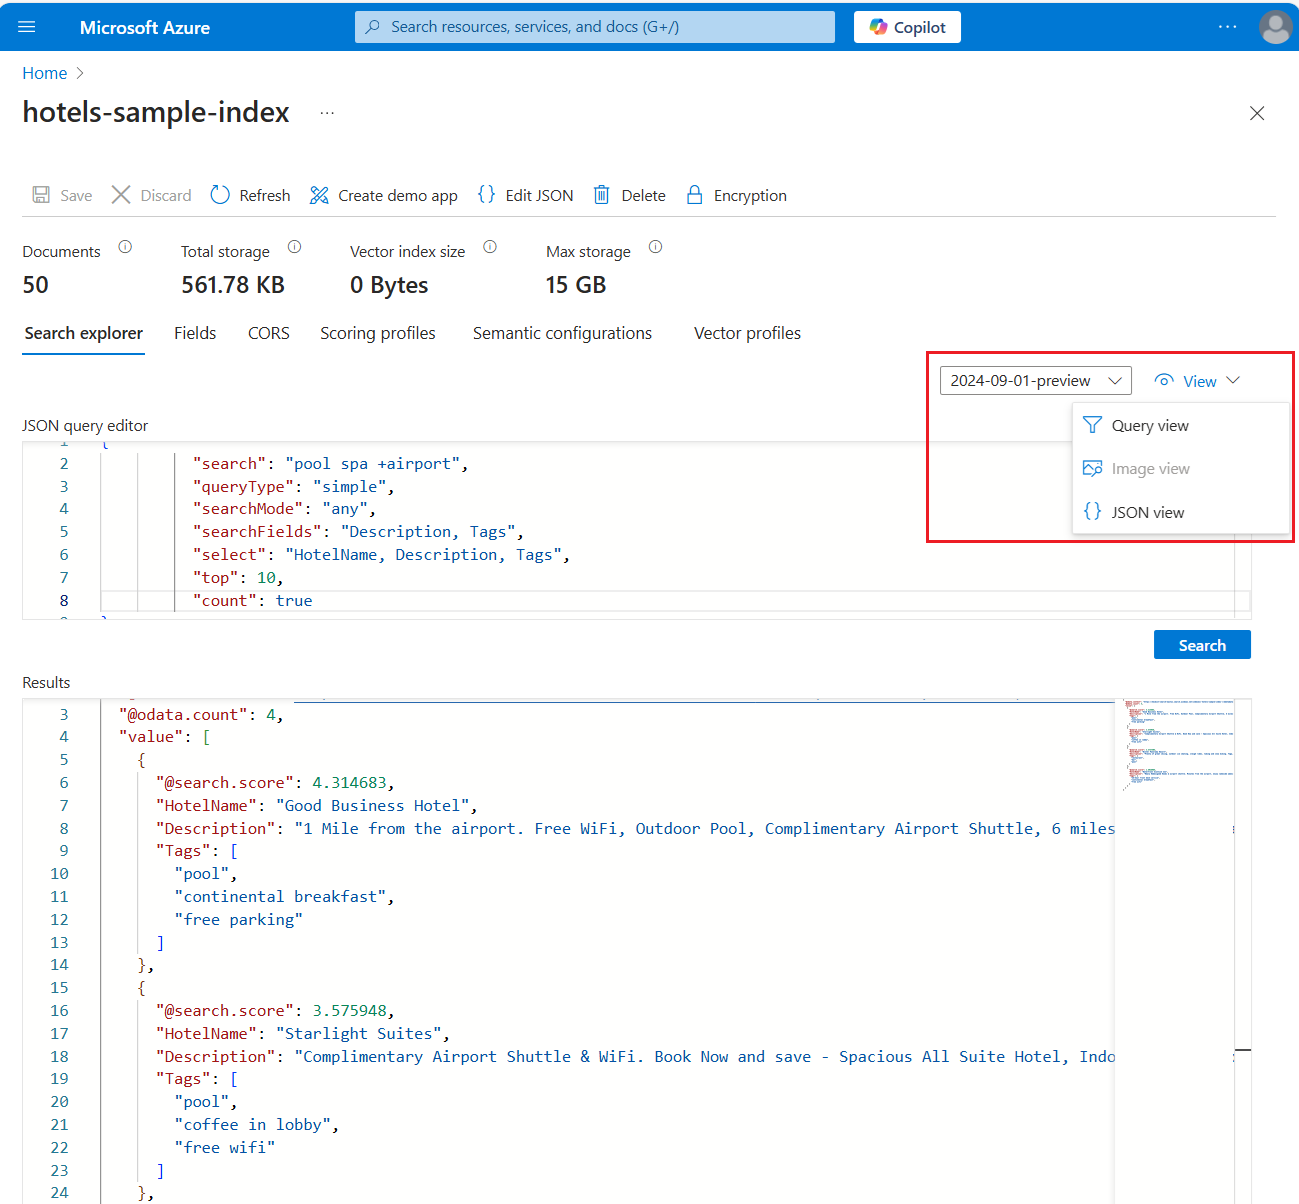 Microsoft Azure
Search resources, services, and docs (G+/)
Copilot
Home
hotels-sample-index
Save Discard Refresh Create demo app Edit JSON Delete Encryption
Documents Total storage Vector index size Max storage
50 561.78 KB 0 Bytes 15 GB
Search explorer Fields CORS Scoring profiles Semantic configurations Vector profiles
2024-09-01-preview View
Query view
Image view
JSON view
JSON query editor
1 {
2 "search": "pool spa +airport",
3 "queryType": "simple",
4 "searchMode": "any",
5 "searchFields": "Description, Tags",
6 "select": "HotelName, Description, Tags",
7 "top": 10,
8 "count": true
Search
Results
3 "@odata.count": 4,
4 "value": [
5 {
6 "@search.score": 4.314683,
7 "HotelName": "Good Business Hotel",
8 "Description": "1 Mile from the airport. Free WiFi, Outdoor Pool, Complimentary Airport Shuttle, 6 miles
9 "Tags": [
10 "pool",
11 "continental breakfast",
12 "free parking"
13 ]
14 },
15 {
16 "@search.score": 3.575948,
17 "HotelName": "Starlight Suites",
18 "Description": "Complimentary Airport Shuttle & WiFi. Book Now and save - Spacious All Suite Hotel, Indo
19 "Tags": [
20 "pool",
21 "coffee in lobby",
22 "free wifi"
23 ]
24 },